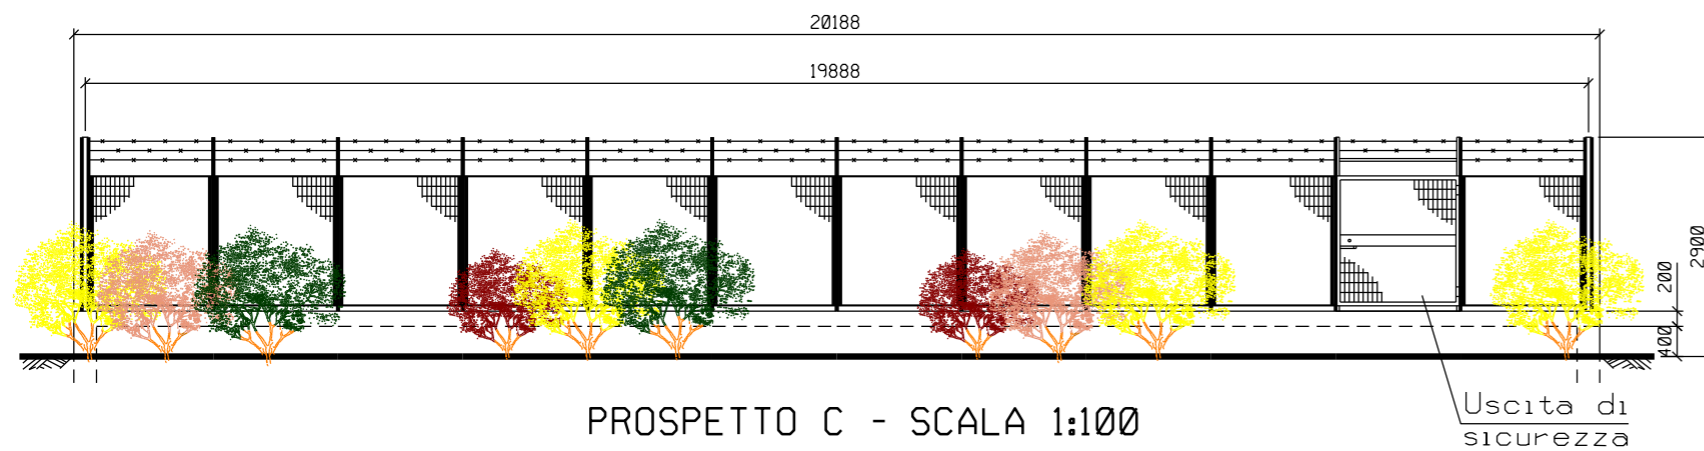 20188
19888
2900
200
400
Uscita di
sicurezza
PROSPETTO C - SCALA 1:100